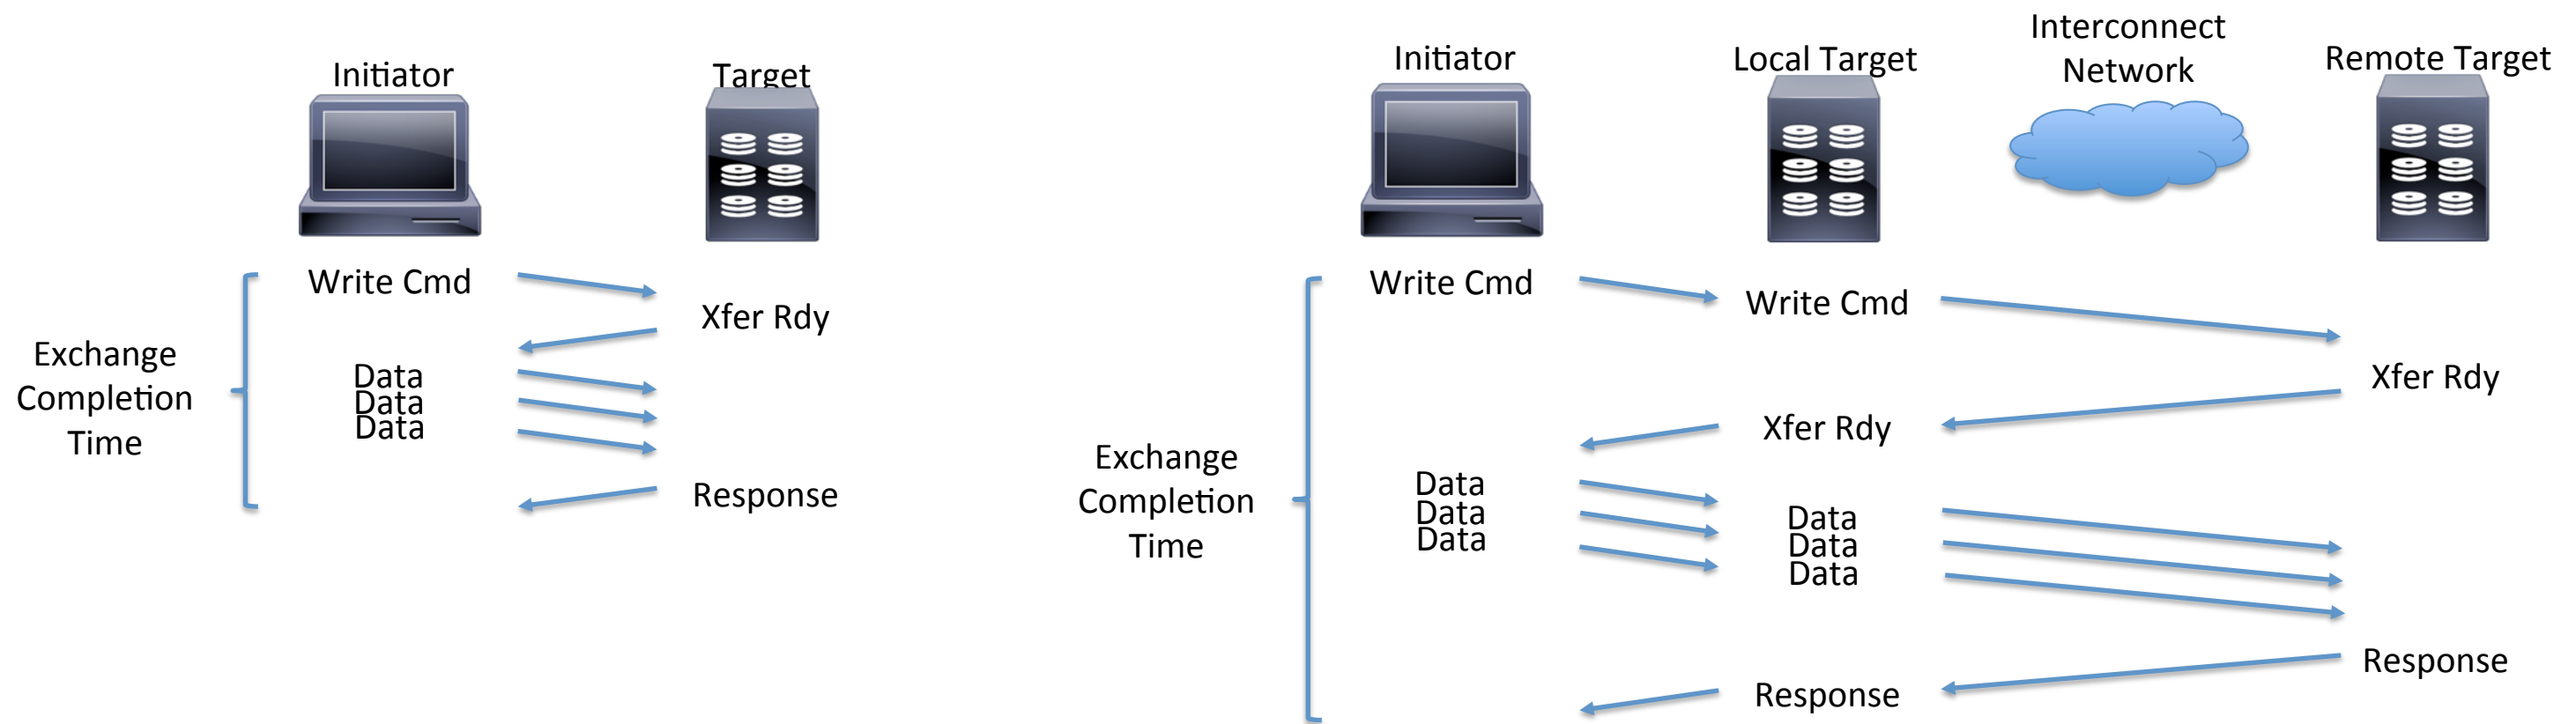 Initiator
Target
Write Cmd
Xfer Rdy
Exchange
Completion
Time
Data
Data
Data
Response
Initiator
Local Target
Interconnect
Network
Remote Target
Write Cmd
Write Cmd
Xfer Rdy
Xfer Rdy
Exchange
Completion
Time
Data
Data
Data
Data
Data
Data
Response
Response